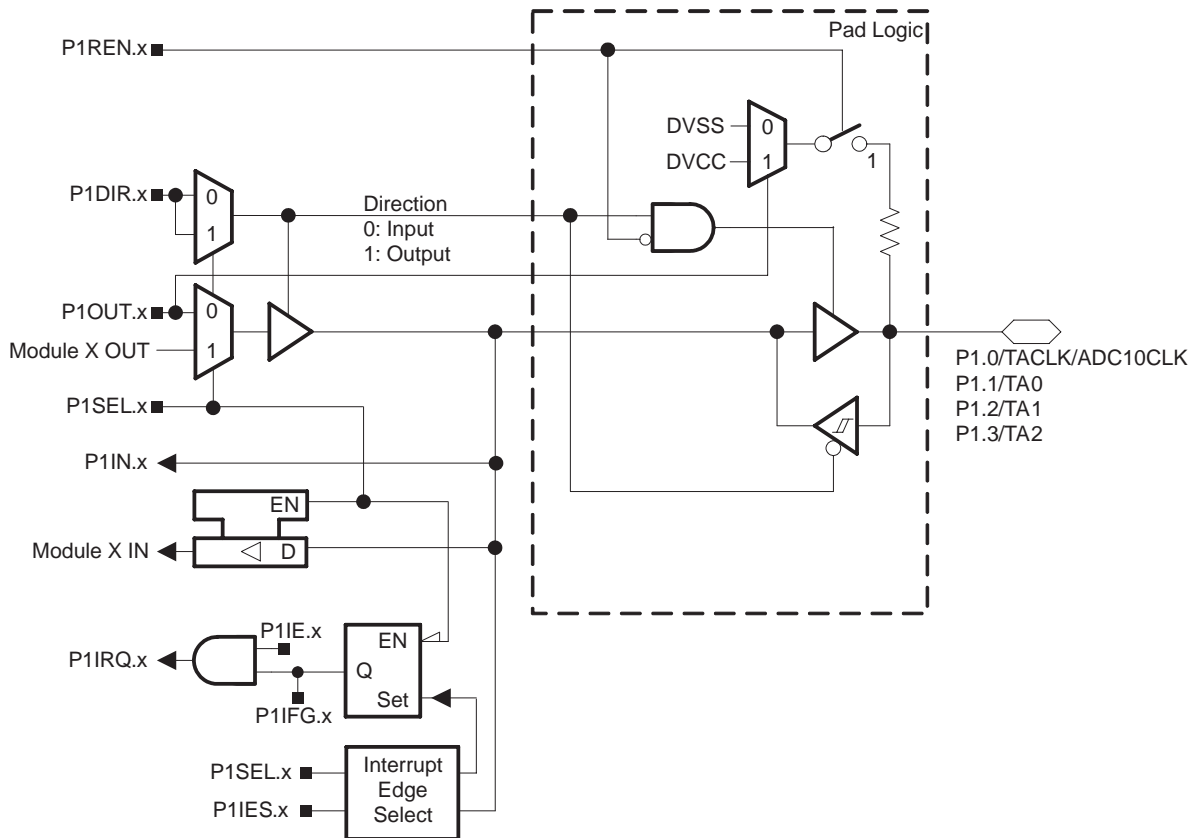 Pad Logic
P1REN.x
DVSS
0
DVCC
1
1
P1DIR.x
0
1
Direction
0: Input
1: Output
P1OUT.x
0
Module X OUT
1
P1.0/TACLK/ADC10CLK
P1.1/TA0
P1.2/TA1
P1.3/TA2
P1SEL.x
P1IN.x
EN
Module X IN
D
P1IE.x
P1IRQ.x
EN
Q
Set
P1IFG.x
P1SEL.x
P1IES.x
Interrupt
Edge
Select